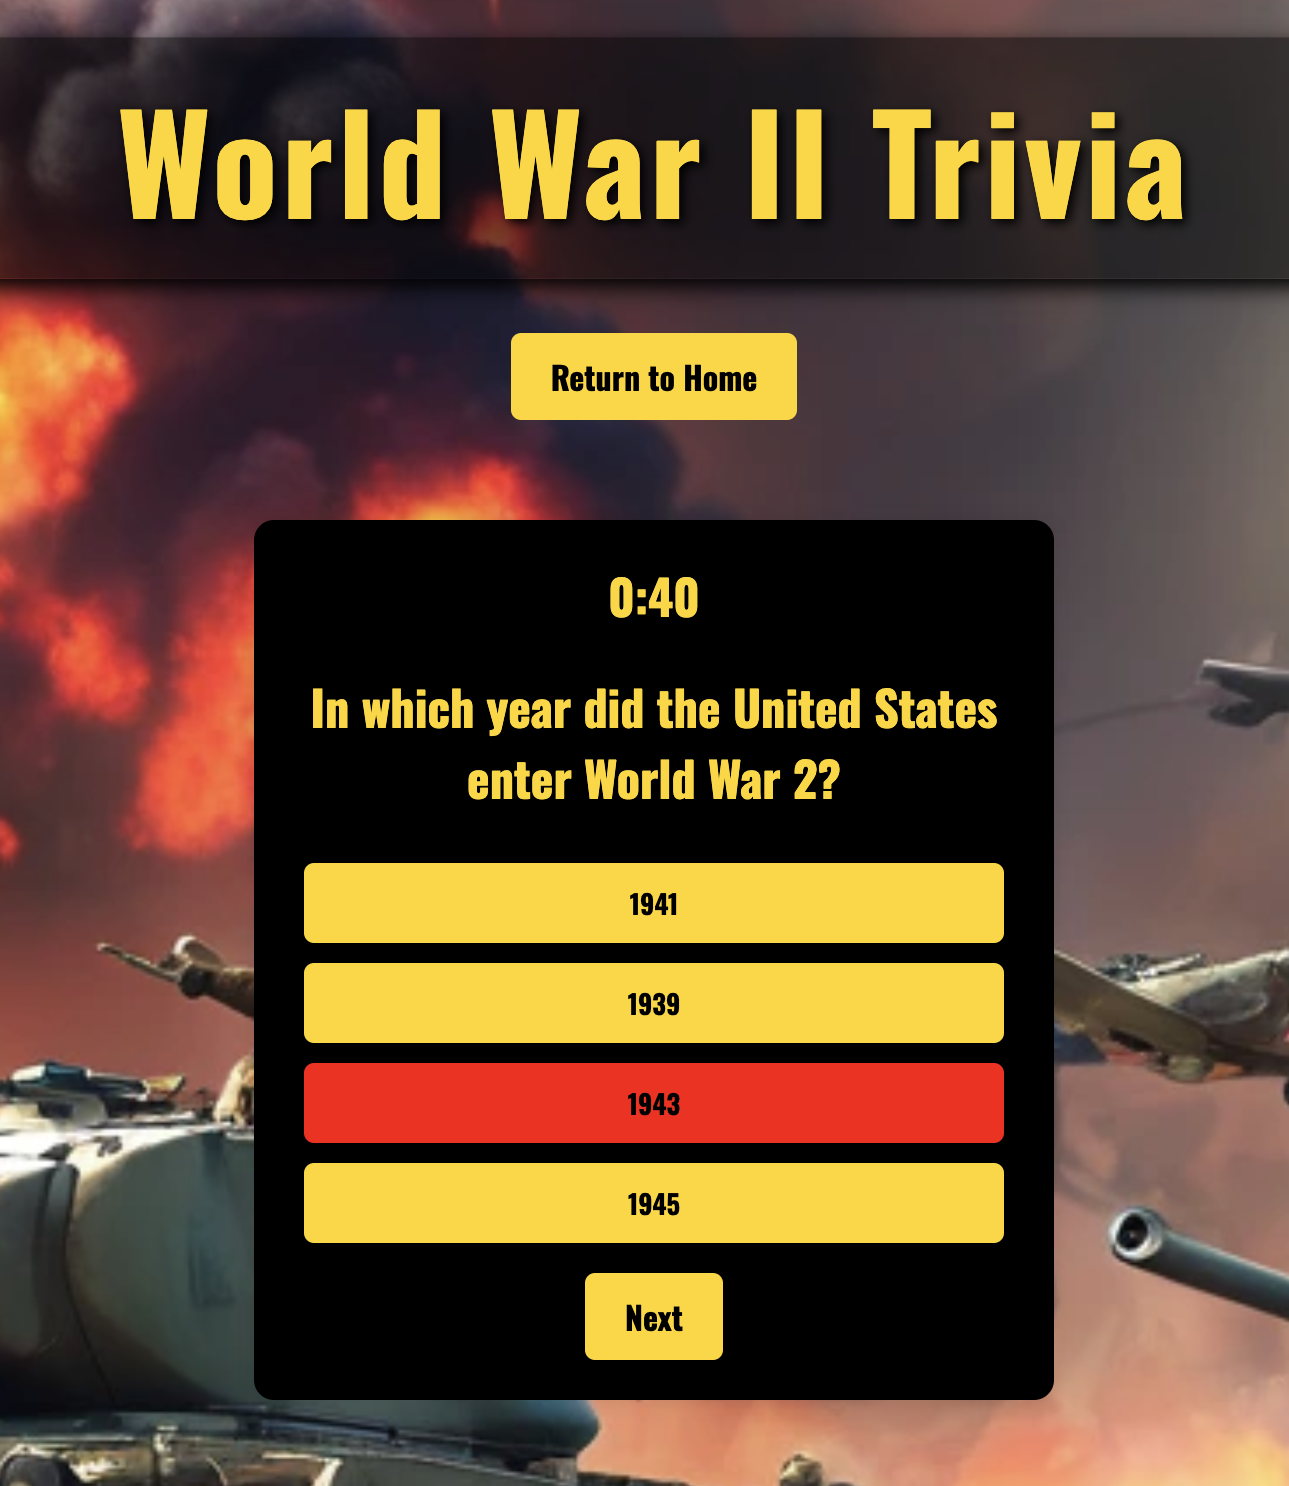 World War II Trivia
Return to Home
0:40
In which year did the United States
enter World War 2?
1941
1939
1943
1945
Next